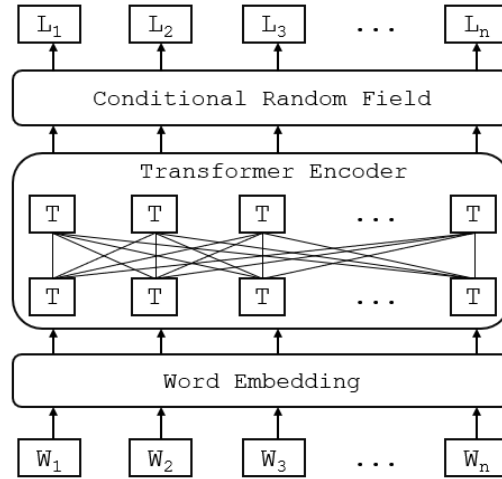 L₁ L₂ L₃ ... Lₙ
Conditional Random Field
Transformer Encoder
T T T ... T
T T T ... T
Word Embedding
W₁ W₂ W₃ ... Wₙ